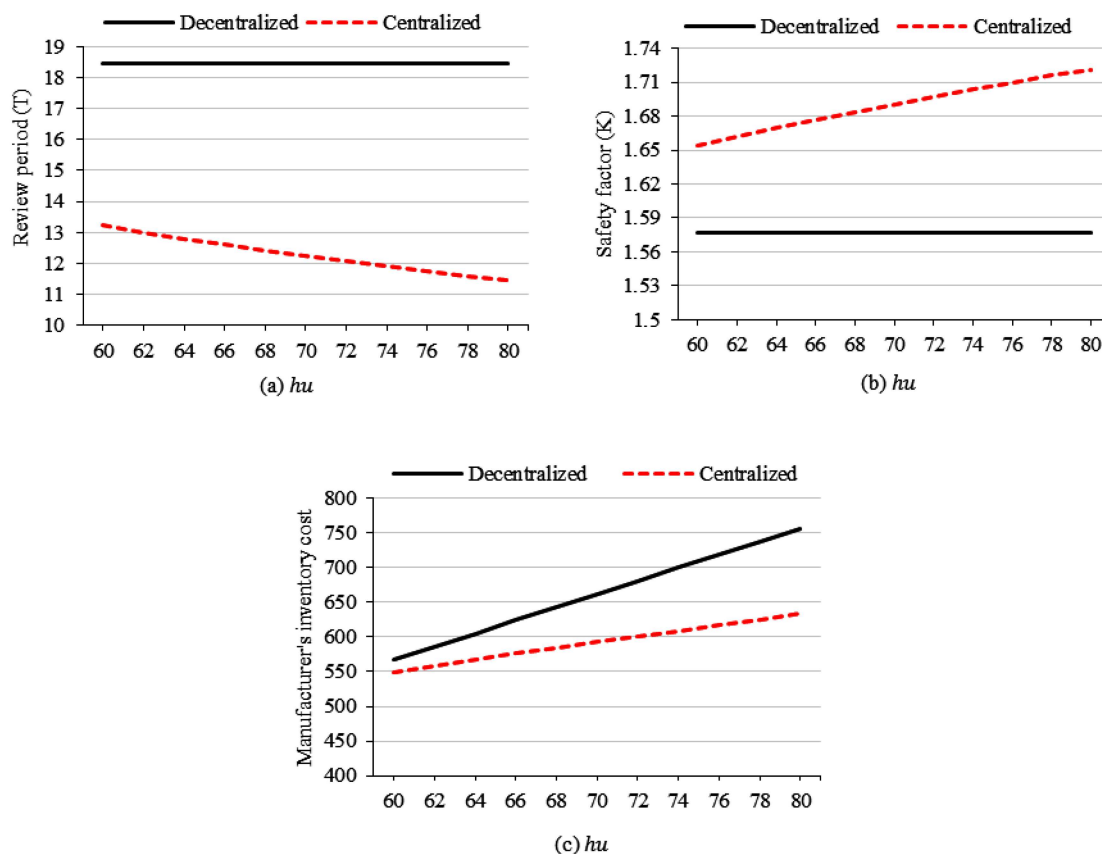 Decentralized Centralized
Review period (T)
19
18
17
16
15
14
13
12
11
10
60 62 64 66 68 70 72 74 76 78 80
(a) hu
Decentralized Centralized
Safety factor (K)
1.74
1.71
1.68
1.65
1.62
1.59
1.56
1.53
1.5
60 62 64 66 68 70 72 74 76 78 80
(b) hu
Decentralized Centralized
Manufacturer's inventory cost
800
750
700
650
600
550
500
450
400
60 62 64 66 68 70 72 74 76 78 80
(c) hu